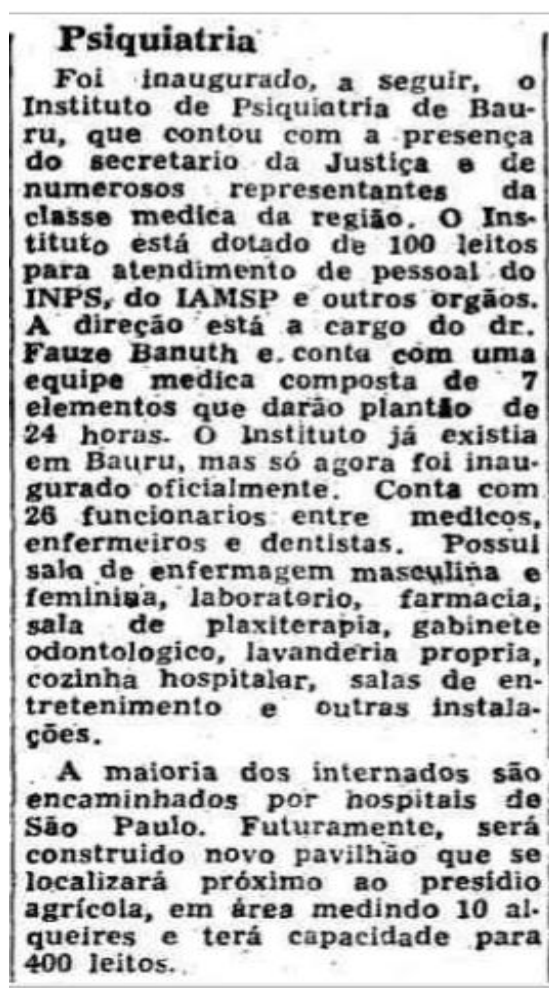 Psiquiatria
Foi inaugurado, a seguir, o
Instituto de Psiquiatria de Bau-
ru, que contou com a presença
do secretario da Justiça e de
numerosos representantes da
classe medica da região. O Ins-
tituto está dotado de 100 leitos
para atendimento de pessoal do
INPS, do IAMSP e outros orgãos.
A direção está a cargo do dr.
Fauze Banuth e conta com uma
equipe medica composta de 7
elementos que darão plantão de
24 horas. O Instituto já existia
em Bauru, mas só agora foi inau-
gurado oficialmente. Conta com
26 funcionarios entre medicos,
enfermeiros e dentistas. Possui
sala de enfermagem masculina e
feminina, laboratorio, farmacia,
sala de plaxiterapia, gabinete
odontologico, lavanderia propria,
cozinha hospitalar, salas de en-
tretenimento e outras instala-
ções.
A maioria dos internados são
encaminhados por hospitais de
São Paulo. Futuramente, será
construido novo pavilhão que se
localizará próximo ao presidio
agrícola, em área medindo 10 al-
queires e terá capacidade para
400 leitos.